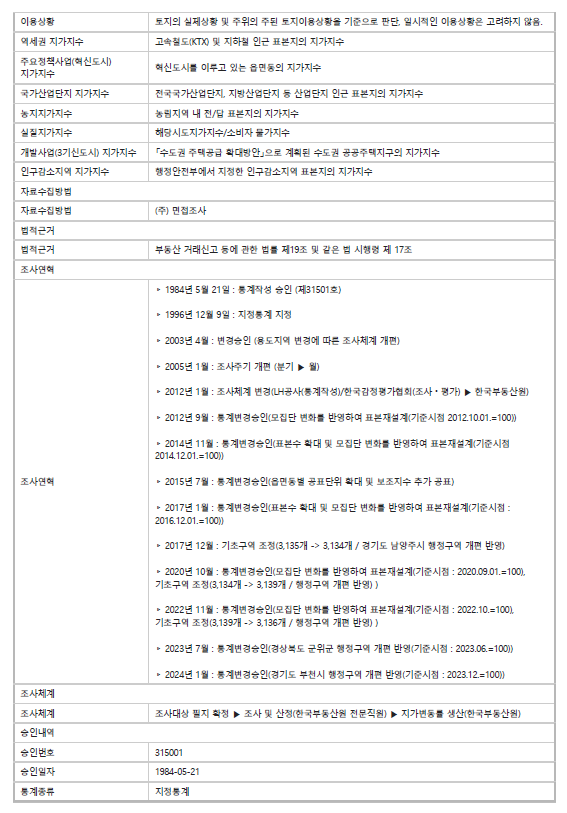 이용상황 토지의 실제상황 및 주위의 주된 토지이용상황을 기준으로 판단, 일시적인 이용상황은 고려하지 않음.
역세권 지가지수 고속철도(KTX) 및 지하철 인근 표본지의 지가지수
주요정책사업(혁신도시)
지가지수 혁신도시를 이루고 있는 읍면동의 지가지수
국가산업단지 지가지수 전국국가산업단지, 지방산업단지 등 산업단지 인근 표본지의 지가지수
농지지가지수 농림지역 내 전/답 표본지의 지가지수
실질지가지수 해당시도지가지수/소비자 물가지수
개발사업(3기신도시) 지가지수 「수도권 주택공급 확대방안」으로 계획된 수도권 공공주택지구의 지가지수
인구감소지역 지가지수 행정안전부에서 지정한 인구감소지역 표본지의 지가지수
자료수집방법
자료수집방법 (주) 면접조사
법적근거
법적근거 부동산 거래신고 등에 관한 법률 제19조 및 같은 법 시행령 제 17조
조사연혁
조사연혁
▸ 1984년 5월 21일 : 통계작성 승인 (제31501호)
▸ 1996년 12월 9일 : 지정통계 지정
▸ 2003년 4월 : 변경승인 (용도지역 변경에 따른 조사체계 개편)
▸ 2005년 1월 : 조사주기 개편 (분기 ▶ 월)
▸ 2012년 1월 : 조사체계 변경(LH공사(통계작성)/한국감정평가협회(조사・평가) ▶ 한국부동산원)
▸ 2012년 9월 : 통계변경승인(모집단 변화를 반영하여 표본재설계(기준시점 2012.10.01.=100))
▸ 2014년 11월 : 통계변경승인(표본수 확대 및 모집단 변화를 반영하여 표본재설계(기준시점
2014.12.01.=100))
▸ 2015년 7월 : 통계변경승인(읍면동별 공표단위 확대 및 보조지수 추가 공표)
▸ 2017년 1월 : 통계변경승인(표본수 확대 및 모집단 변화를 반영하여 표본재설계(기준시점 :
2016.12.01.=100))
▸ 2017년 12월 : 기초구역 조정(3,135개 -> 3,134개 / 경기도 남양주시 행정구역 개편 반영)
▸ 2020년 10월 : 통계변경승인(모집단 변화를 반영하여 표본재설계(기준시점 : 2020.09.01.=100),
기초구역 조정(3,134개 -> 3,139개 / 행정구역 개편 반영) )
▸ 2022년 11월 : 통계변경승인(모집단 변화를 반영하여 표본재설계(기준시점 : 2022.10.=100),
기초구역 조정(3,139개 -> 3,136개 / 행정구역 개편 반영) )
▸ 2023년 7월 : 통계변경승인(경상북도 군위군 행정구역 개편 반영(기준시점 : 2023.06.=100))
▸ 2024년 1월 : 통계변경승인(경기도 부천시 행정구역 개편 반영(기준시점 : 2023.12.=100))
조사체계
조사체계 조사대상 필지 확정 ▶ 조사 및 산정(한국부동산원 전문직원) ▶ 지가변동률 생산(한국부동산원)
승인내역
승인번호 315001
승인일자 1984-05-21
통계종류 지정통계